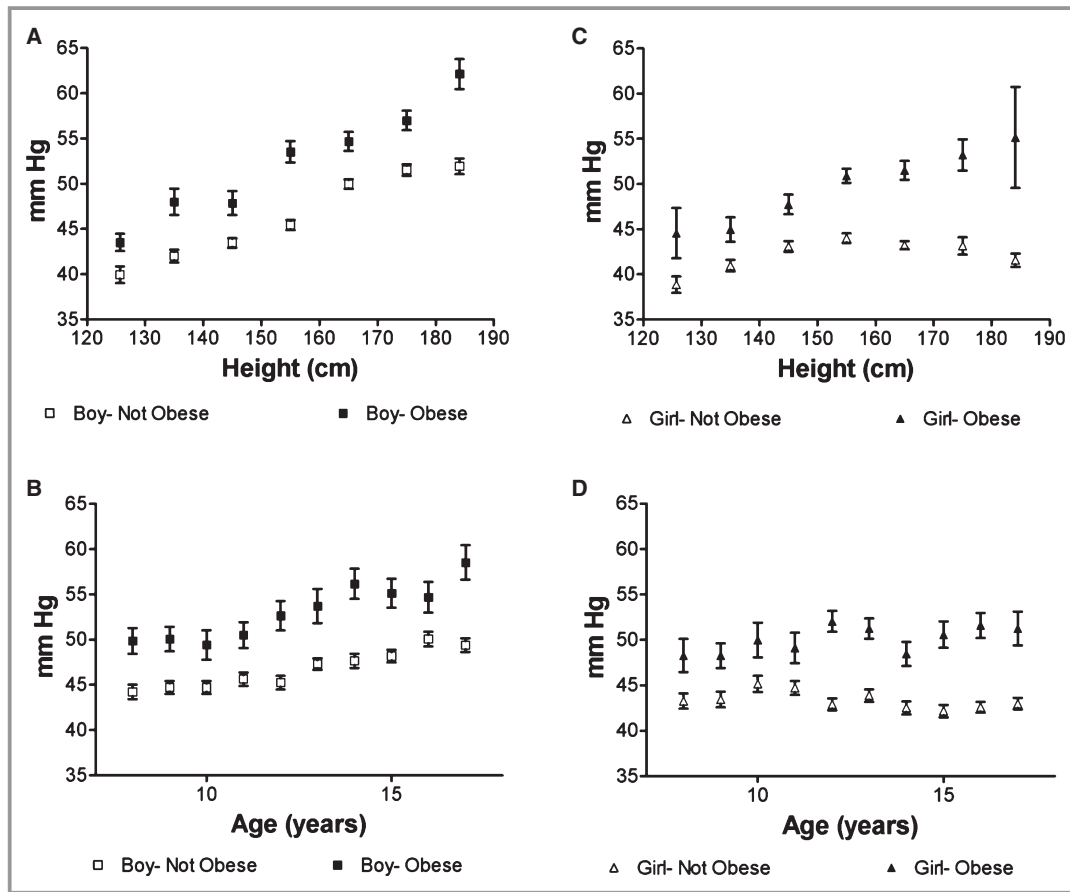 A
65
60
55
50
45
40
35
mm Hg
120 130 140 150 160 170 180 190
Height (cm)
Boy- Not Obese Boy- Obese
C
65
60
55
50
45
40
35
mm Hg
120 130 140 150 160 170 180 190
Height (cm)
Girl- Not Obese Girl- Obese
B
65
60
55
50
45
40
35
mm Hg
10 15
Age (years)
Boy- Not Obese Boy- Obese
D
65
60
55
50
45
40
35
mm Hg
10 15
Age (years)
Girl- Not Obese Girl- Obese